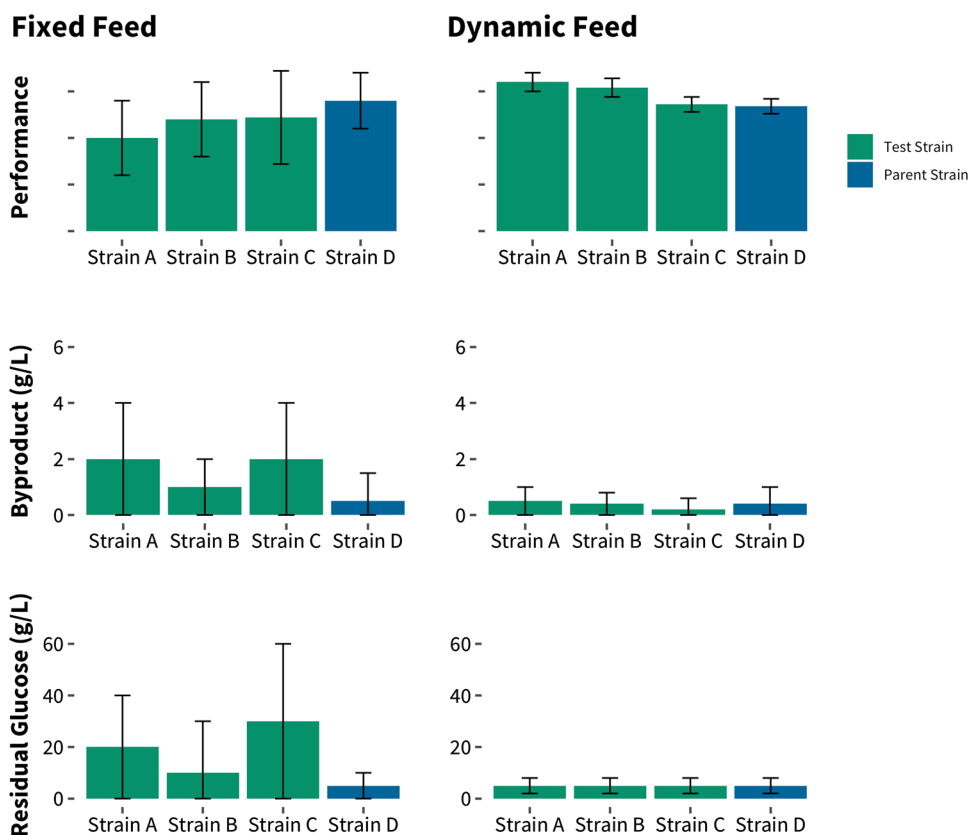 Fixed Feed
Dynamic Feed
Performance
Strain A Strain B Strain C Strain D
Strain A Strain B Strain C Strain D
Test Strain
Parent Strain
Byproduct (g/L)
6
4
2
0
Strain A Strain B Strain C Strain D
6
4
2
0
Strain A Strain B Strain C Strain D
Residual Glucose (g/L)
60
40
20
0
Strain A Strain B Strain C Strain D
60
40
20
0
Strain A Strain B Strain C Strain D